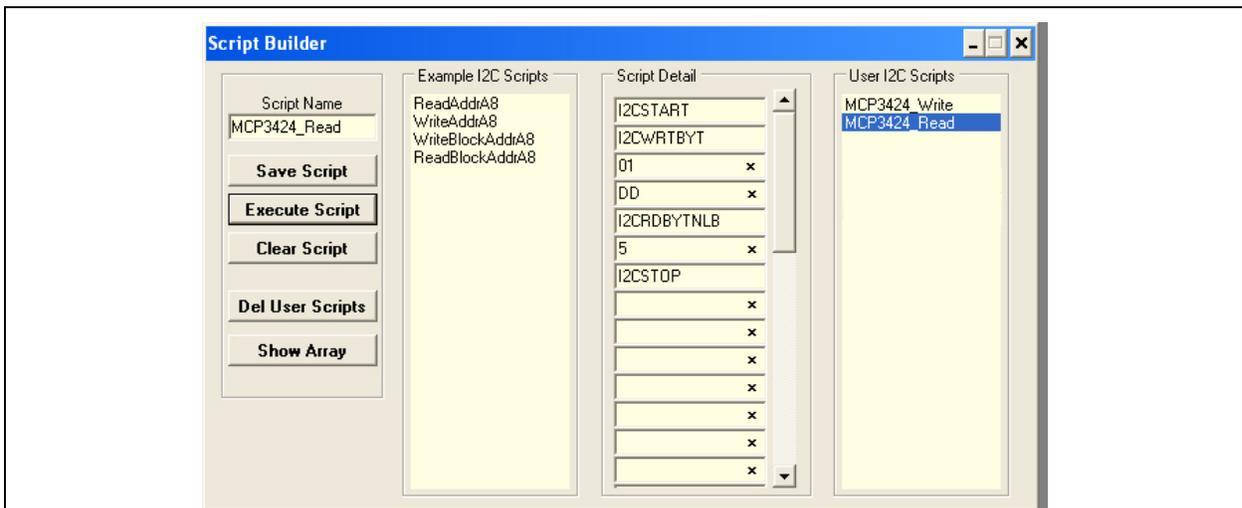 Script Builder
Script Name
MCP3424_Read
Save Script
Execute Script
Clear Script
Del User Scripts
Show Array
Example I2C Scripts
ReadAddrA8
WriteAddrA8
WriteBlockAddrA8
ReadBlockAddrA8
Script Detail
I2CSTART
I2CWRTBYT
01 x
DD x
I2CRDBYTNLB
5 x
I2CSTOP
x
x
x
x
x
x
x
User I2C Scripts
MCP3424_Write
MCP3424_Read